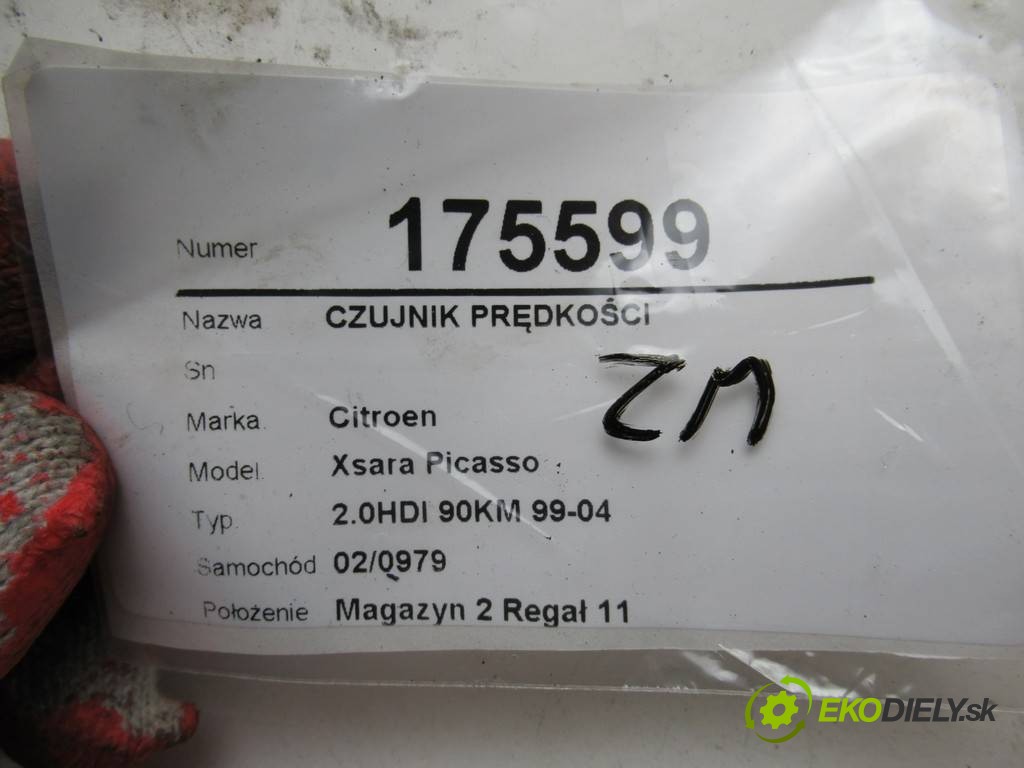 Numer 175599
Nazwa CZUJNIK PRĘDKOŚCI
Sn
ZM
Marka Citroen
Model Xsara Picasso
Typ 2.0HDI 90KM 99-04
Samochód 02/0979
Położenie Magazyn 2 Regał 11
EKODIELY.sk